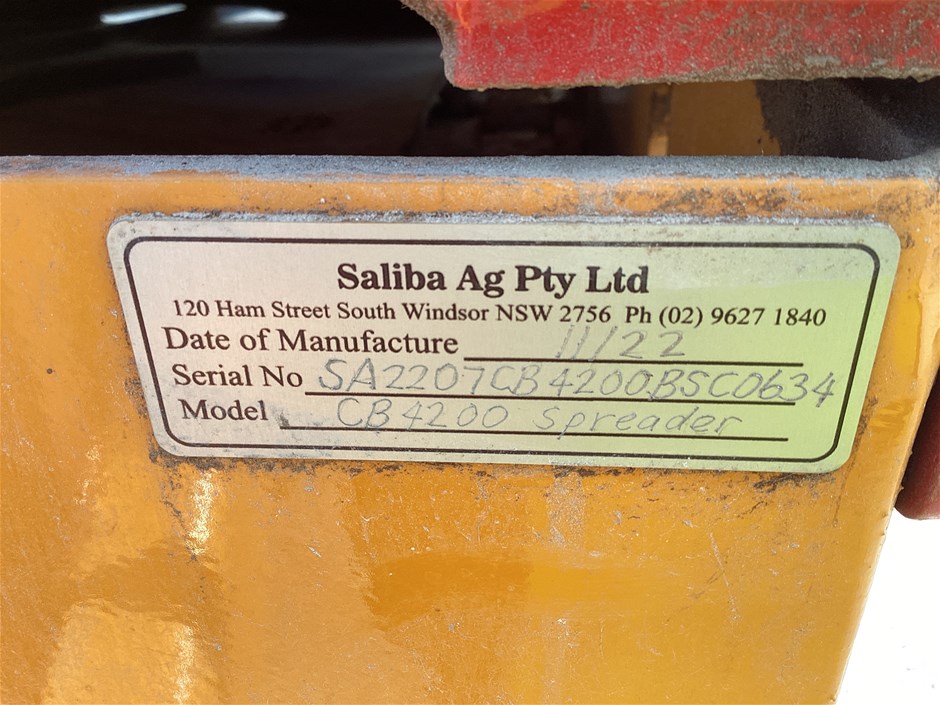 Saliba Ag Pty Ltd
120 Ham Street South Windsor NSW 2756 Ph (02) 9627 1840
Date of Manufacture 11/22
Serial No SA2207CB4200BSC0634
Model CB4200 Spreader